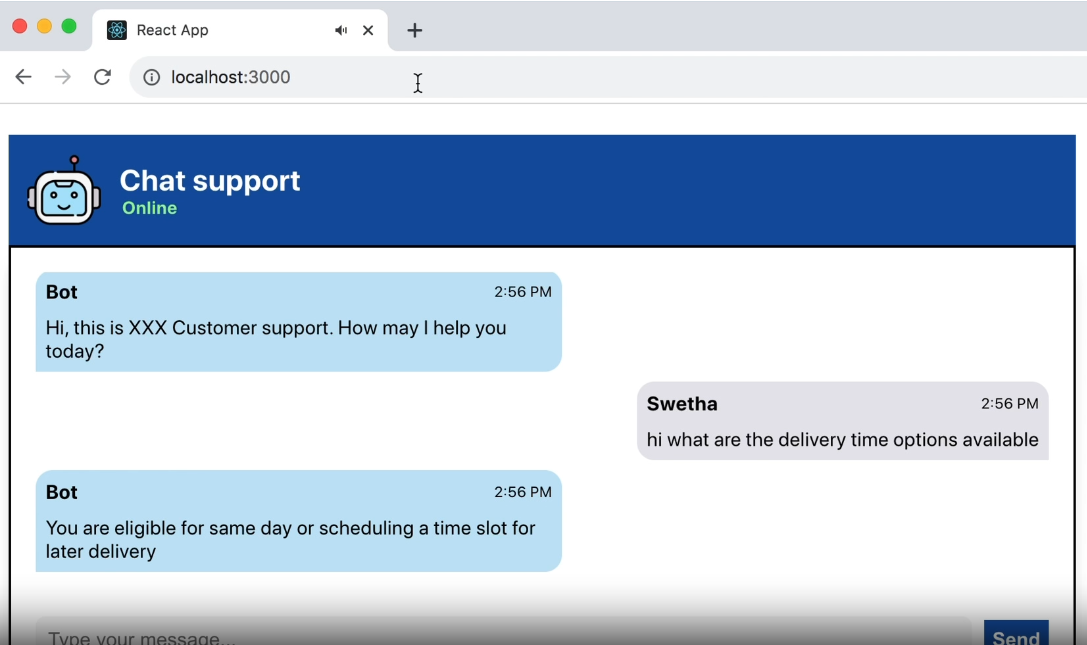 React App
localhost:3000
Chat support
Online
Bot 2:56 PM
Hi, this is XXX Customer support. How may I help you
today?
Swetha 2:56 PM
hi what are the delivery time options available
Bot 2:56 PM
You are eligible for same day or scheduling a time slot for
later delivery
Type your message... Send